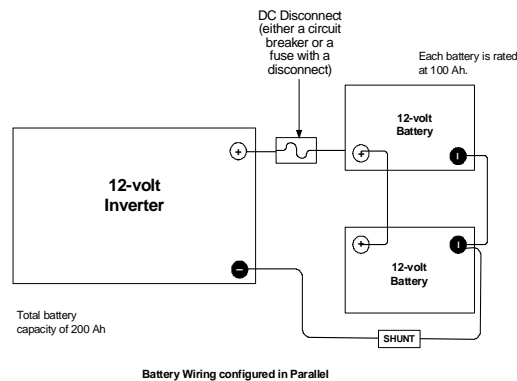 DC Disconnect
(either a circuit
breaker or a
fuse with a
disconnect)
Each battery is rated
at 100 Ah.
12-volt
Battery
12-volt
Inverter
12-volt
Battery
Total battery
capacity of 200 Ah
SHUNT
Battery Wiring configured in Parallel